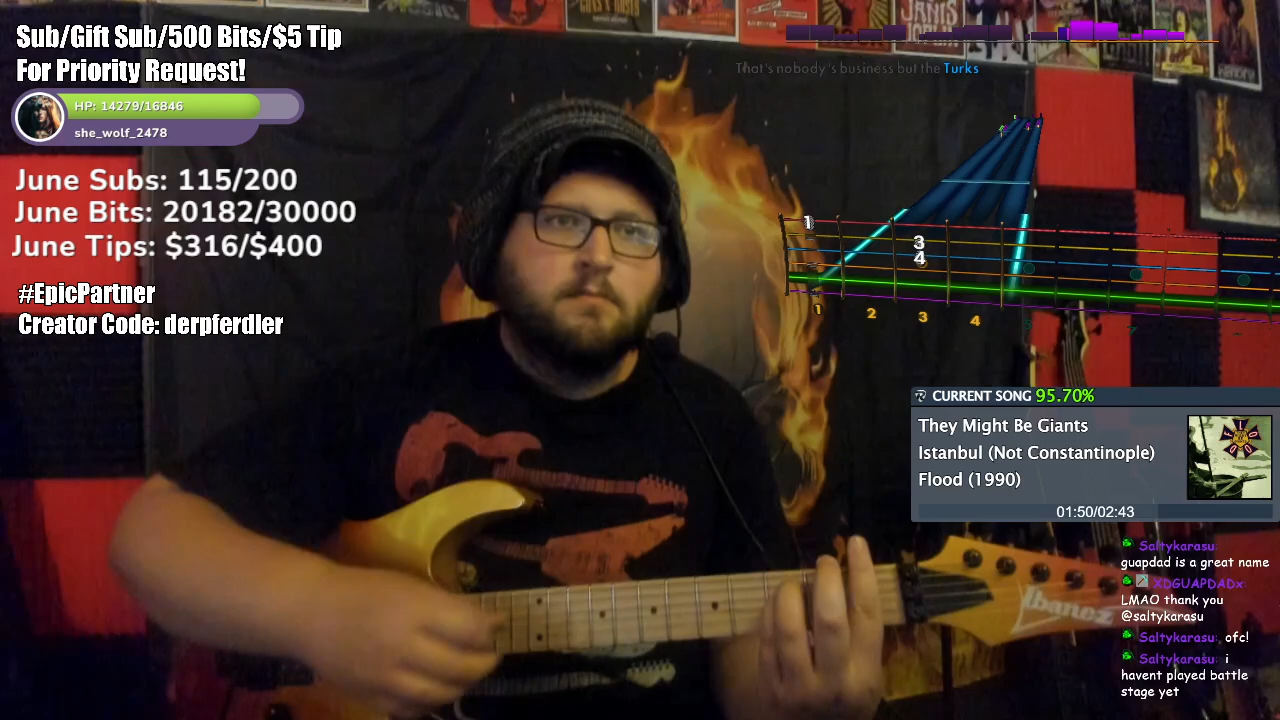 Sub/Gift Sub/500 Bits/$5 Tip
For Priority Request!
HP: 14279/16846
she_wolf_2478
June Subs: 115/200
June Bits: 20182/30000
June Tips: $316/$400
#EpicPartner
Creator Code: derpferdler
JANIS
That's nobody's business but the Turks
1
3
4
1 2 3 4
CURRENT SONG 95.70%
They Might Be Giants
Istanbul (Not Constantinople)
Flood (1990)
01:50/02:43
Ibanez
Saltykarasu:
guapdad is a great name
XDGUAPDADx:
LMAO thank you
@saltykarasu
Saltykarasu: ofc!
Saltykarasu: i
havent played battle
stage yet